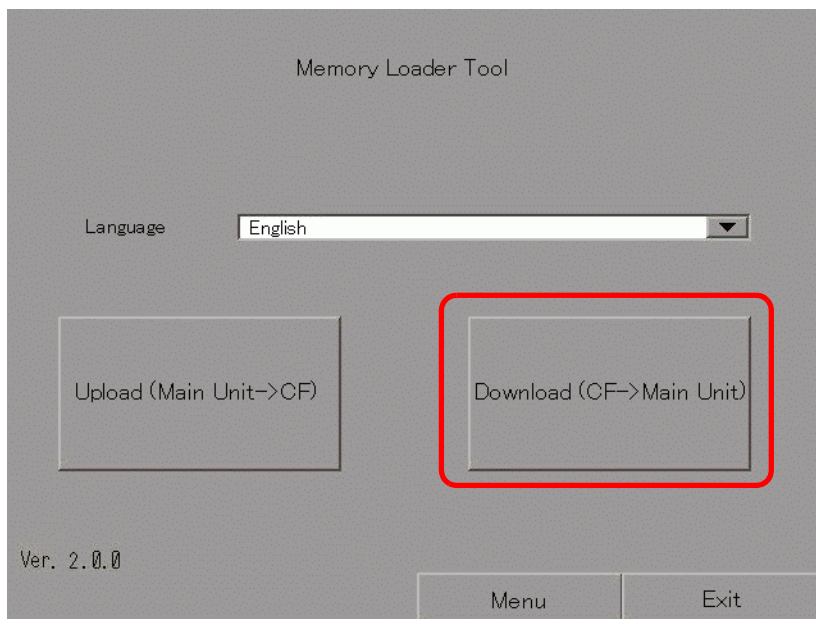 Memory Loader Tool
Language English
Upload (Main Unit->CF) Download (CF->Main Unit)
Ver. 2.0.0
Menu Exit